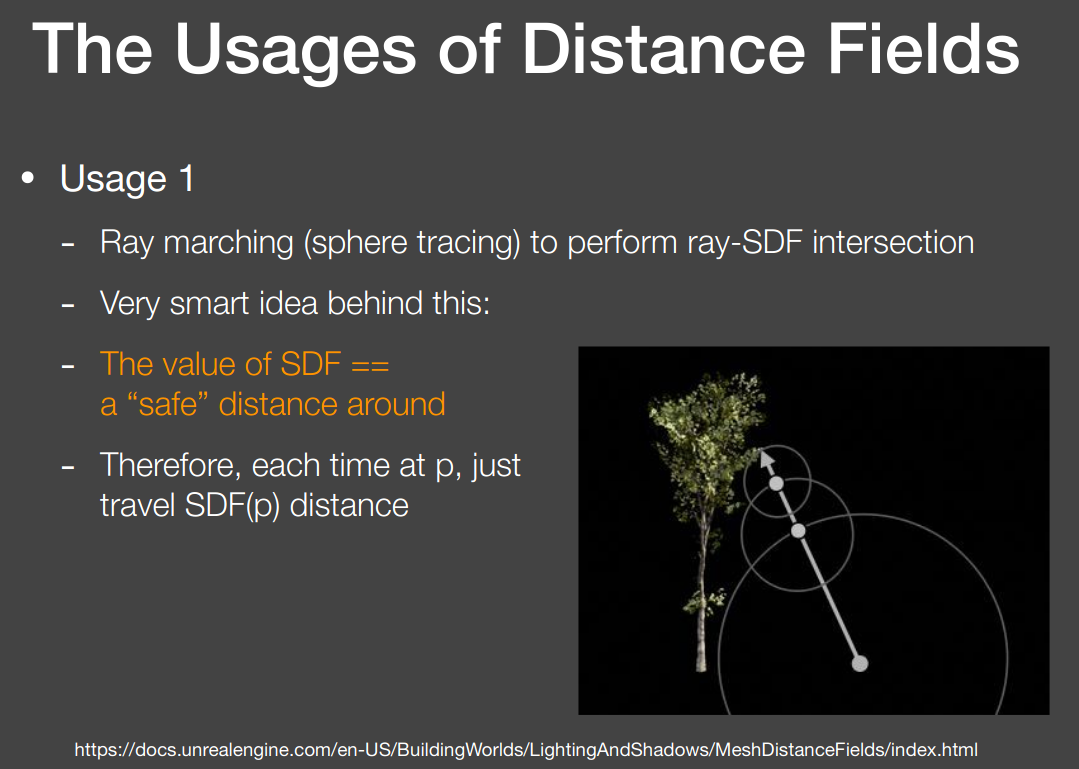 The Usages of Distance Fields
• Usage 1
- Ray marching (sphere tracing) to perform ray-SDF intersection
- Very smart idea behind this:
- The value of SDF ==
a “safe” distance around
- Therefore, each time at p, just
travel SDF(p) distance
https://docs.unrealengine.com/en-US/BuildingWorlds/LightingAndShadows/MeshDistanceFields/index.html